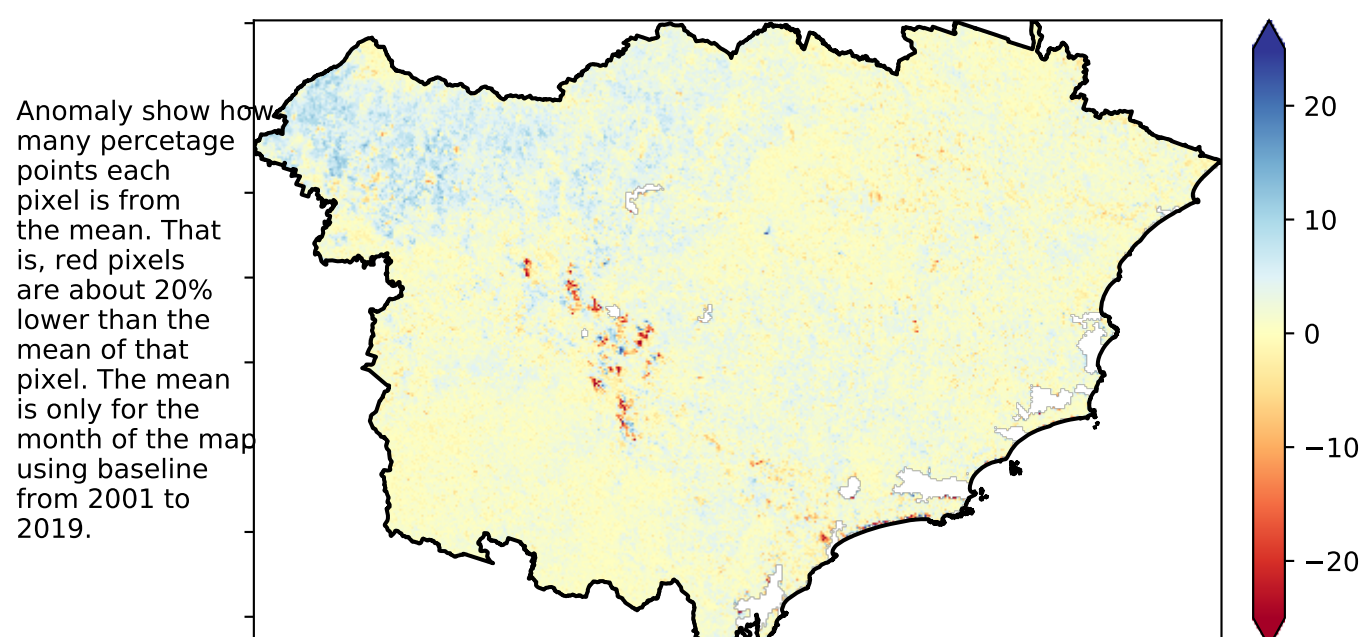 Anomaly show how
many percetage
points each
pixel is from
the mean. That
is, red pixels
are about 20%
lower than the
mean of that
pixel. The mean
is only for the
month of the map
using baseline
from 2001 to
2019.
20
10
0
−10
−20